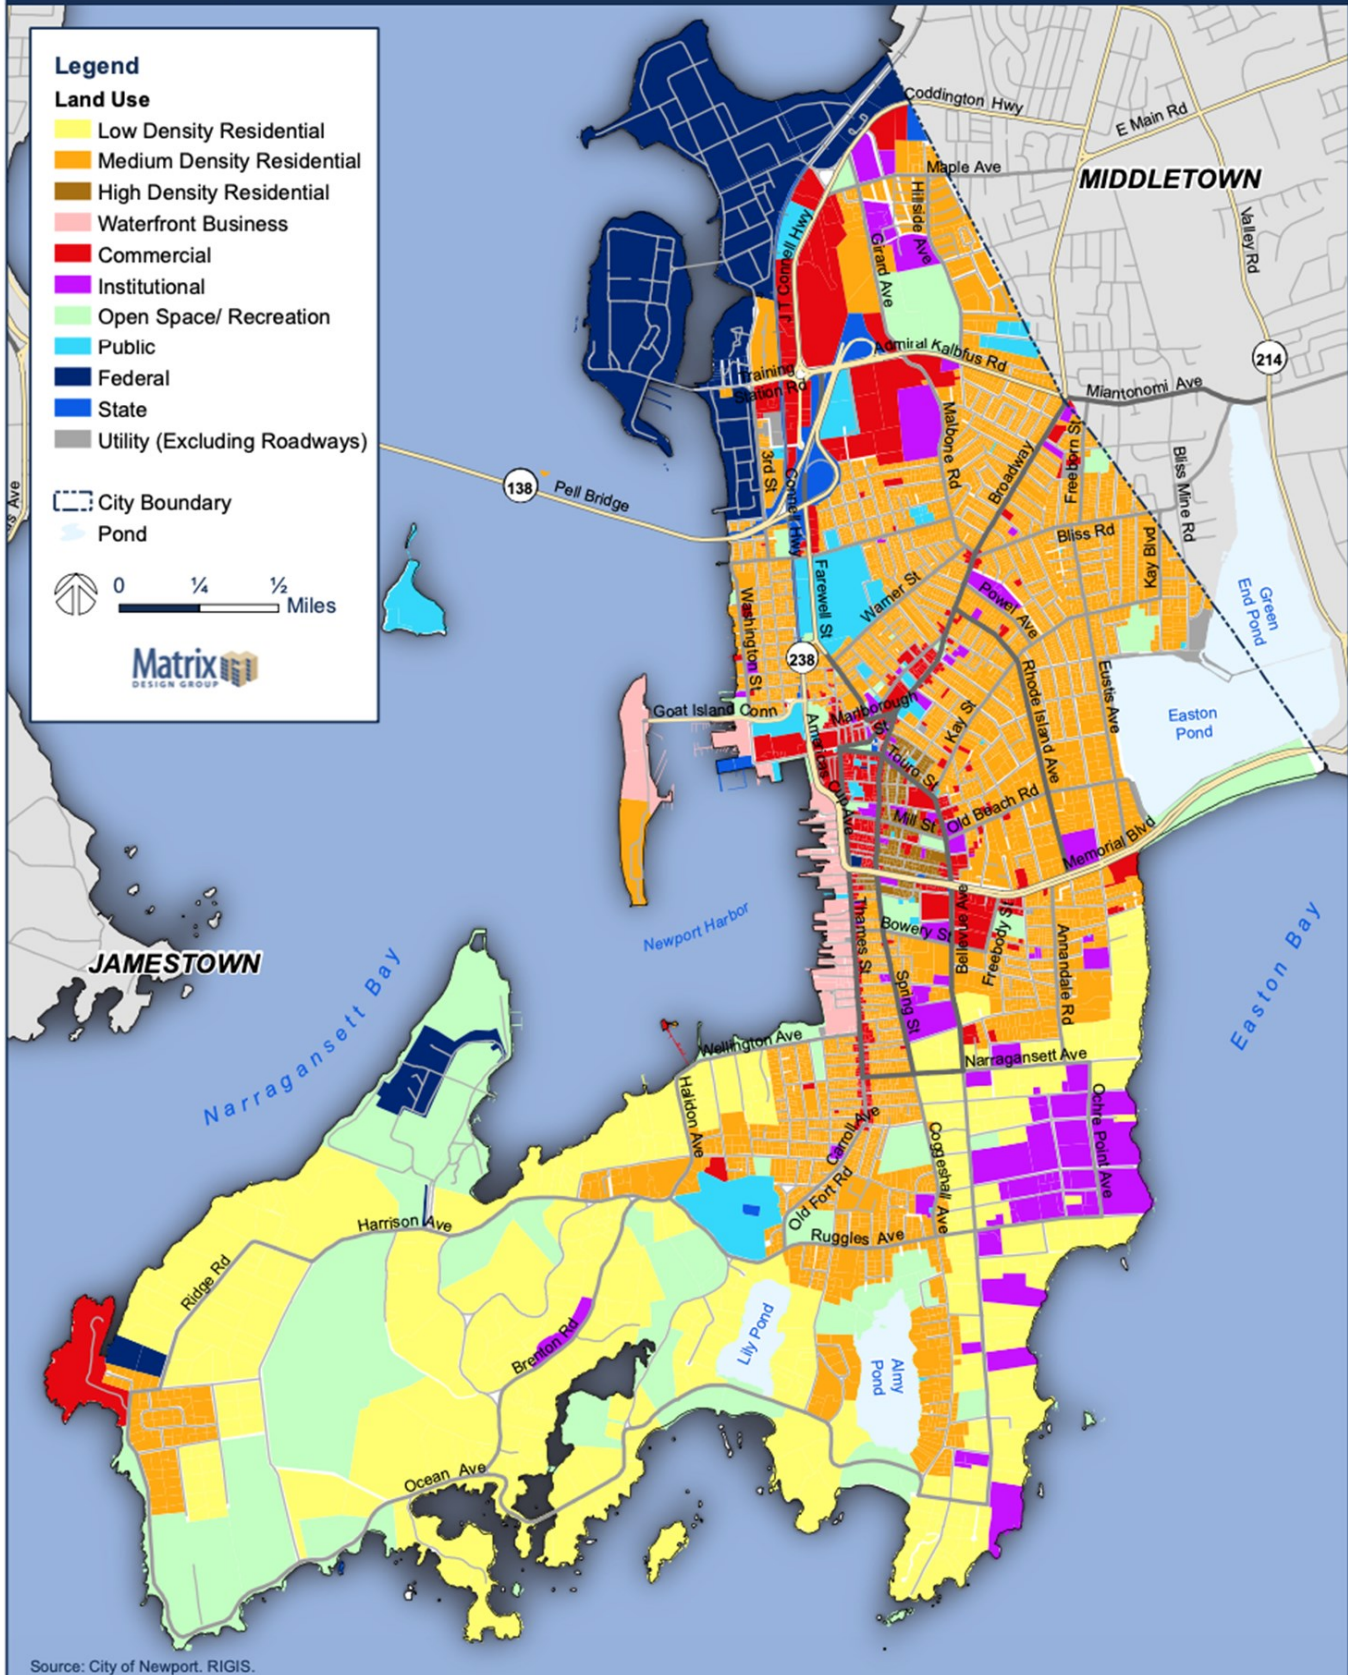 Legend
Land Use
Low Density Residential
Medium Density Residential
High Density Residential
Waterfront Business
Commercial
Institutional
Open Space/ Recreation
Public
Federal
State
Utility (Excluding Roadways)
City Boundary
Pond
0 ¼ ½ Miles
Matrix
DESIGN GROUP
Coddington Hwy
E Main Rd
Maple Ave
MIDDLETOWN
Hillside Ave
Valley Rd
J T Connell Hwy
Girard Ave
Admiral Kalbfus Rd
214
Training
Station Rd
Miantonomi Ave
Malbone Rd
Broadway
Freeborn St
3rd St
Connell Hwy
Bliss Mine Rd
138
Pell Bridge
Bliss Rd
Kay Blvd
Farewell St
Warner St
Powel Ave
Green
End Pond
Washington St
238
Rhode Island Ave
Eustis Ave
Goat Island Conn
Marlborough
St
Kay St
Easton
Pond
Americas Cup Ave
Touro St
Mill St
Old Beach Rd
Memorial Blvd
Newport Harbor
Thames St
Bowery St
Bellevue Ave
Freebody St
Annandale Rd
Easton Bay
JAMESTOWN
Narragansett Bay
Spring St
Wellington Ave
Narragansett Ave
Halidon Ave
Carroll Ave
Coggeshall Ave
Ochre Point Ave
Old Fort Rd
Harrison Ave
Ruggles Ave
Ridge Rd
Brenton Rd
Lily Pond
Almy
Pond
Ocean Ave
Source: City of Newport. RIGIS.